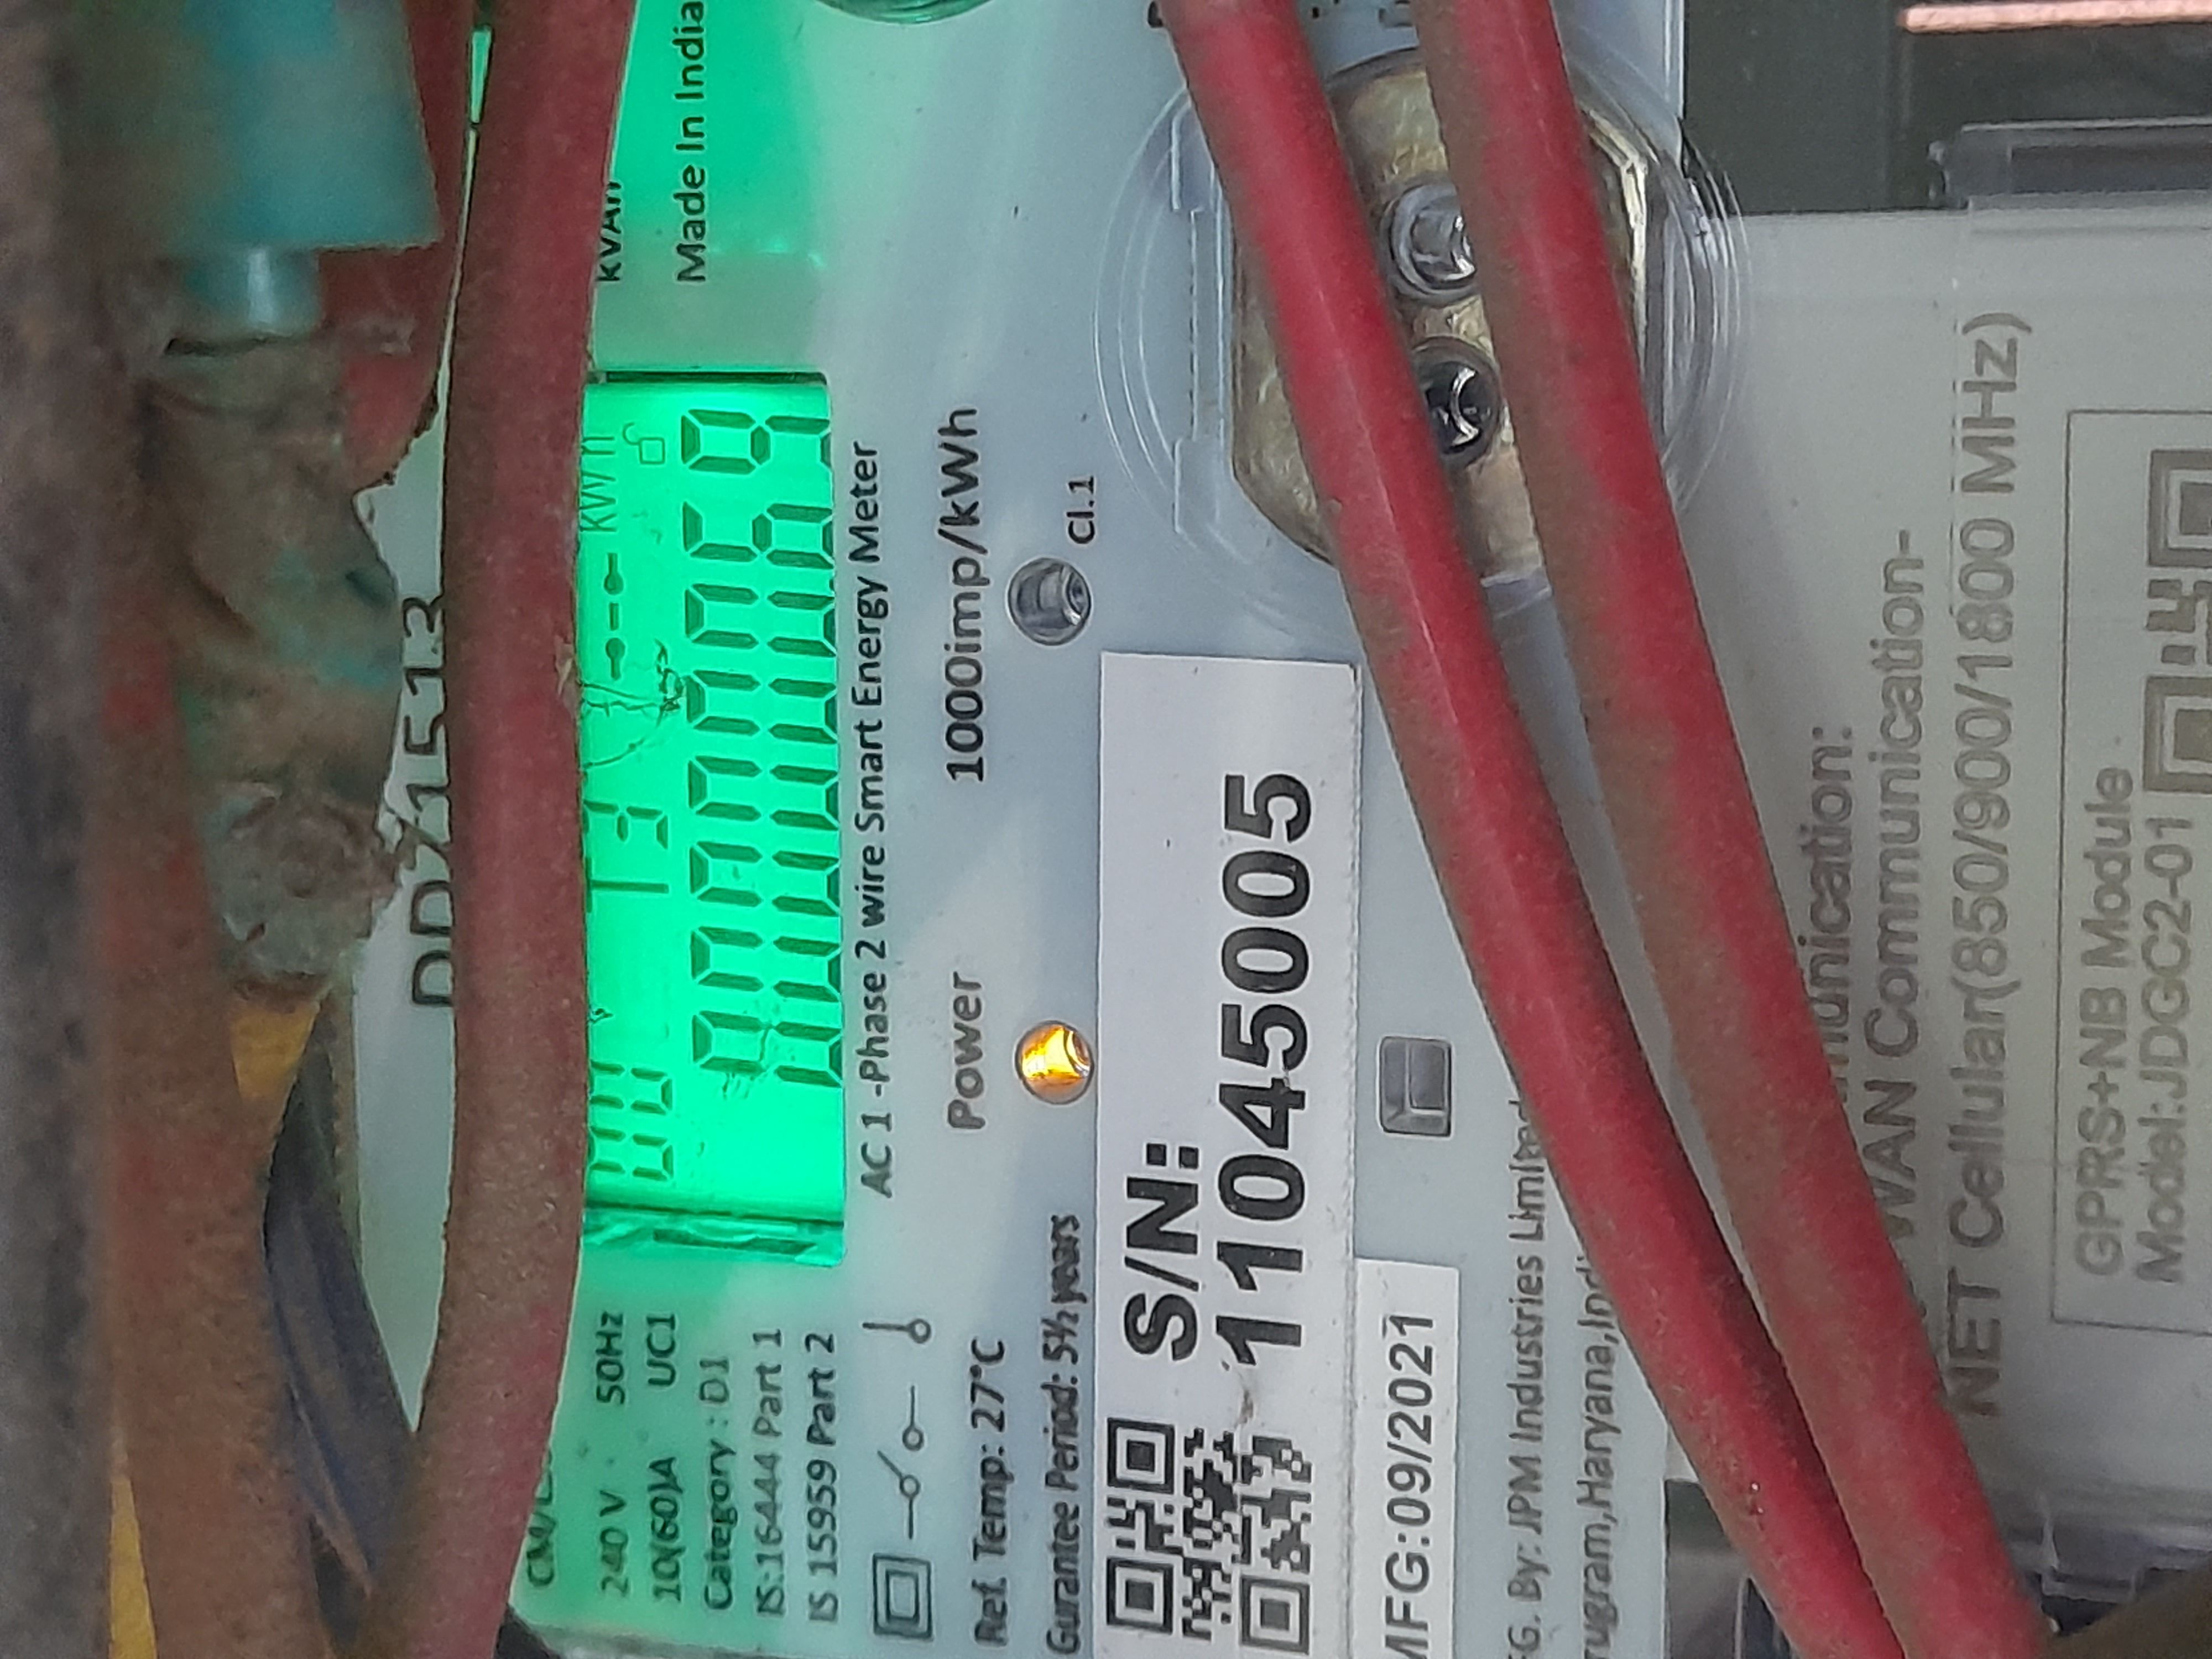 240 V 50Hz
10(60)A UC1
Category : D1
IS:16444 Part 1
IS 15959 Part 2
T3 kWh
00000069
kVAh
Made In India
AC 1 -Phase 2 wire Smart Energy Meter
Ref. Temp: 27°C
Power
1000imp/kWh
Gurantee Period: 5½ years
Cl.1
S/N:
11045005
MFG:09/2021
By: JPM Industries Limited
Haryana,
WAN Communication-
NET Cellular(850/900/1800 MHz)
GPRS+NB Module
Model:JDGC2-01